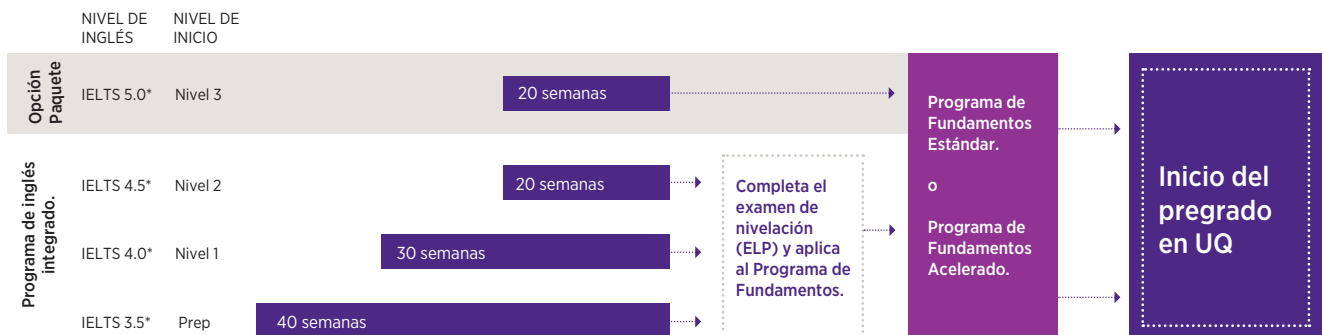 NIVEL DE
INGLÉS
NIVEL DE
INICIO
Opción
Paquete
IELTS 5.0*
Nivel 3
20 semanas
Programa de inglés
integrado.
IELTS 4.5*
Nivel 2
20 semanas
IELTS 4.0*
Nivel 1
30 semanas
IELTS 3.5*
Prep
40 semanas
Completa el
examen de
nivelación
(ELP) y aplica
al Programa de
Fundamentos.
Programa de
Fundamentos
Estándar.
o
Programa de
Fundamentos
Acelerado.
Inicio del
pregrado
en UQ